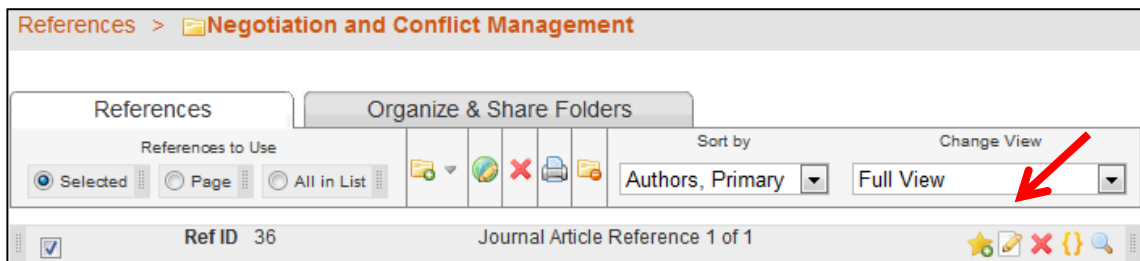 References > Negotiation and Conflict Management
References Organize & Share Folders
References to Use Sort by Change View
Selected Page All in List Authors, Primary Full View
Ref ID 36 Journal Article Reference 1 of 1 {}